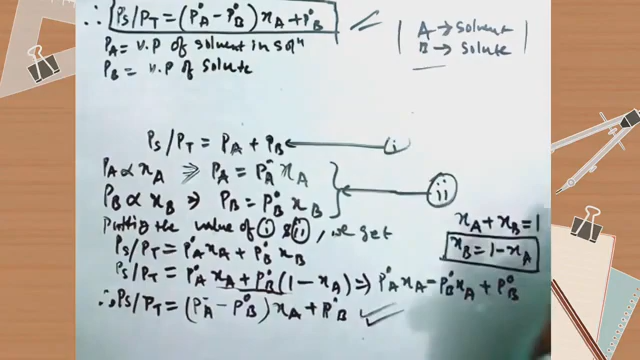 ∴ Ps/PT = (P°A − P°B) xA + P°B
A → Solvent
B → Solute
PA = V.P of solvent in solⁿ
PB = V.P of Solute
Ps/PT = PA + PB ← (i)
PA ∝ xA ⇒ PA = P°A xA
PB ∝ xB ⇒ PB = P°B xB ← (ii)
Putting the value of (i) & (ii), we get
xA + xB = 1
xB = 1 − xA
Ps/PT = P°A xA + P°B xB
Ps/PT = P°A xA + P°B (1 − xA) ⇒ P°A xA − P°B xA + P°B
∴ Ps/PT = (P°A − P°B) xA + P°B